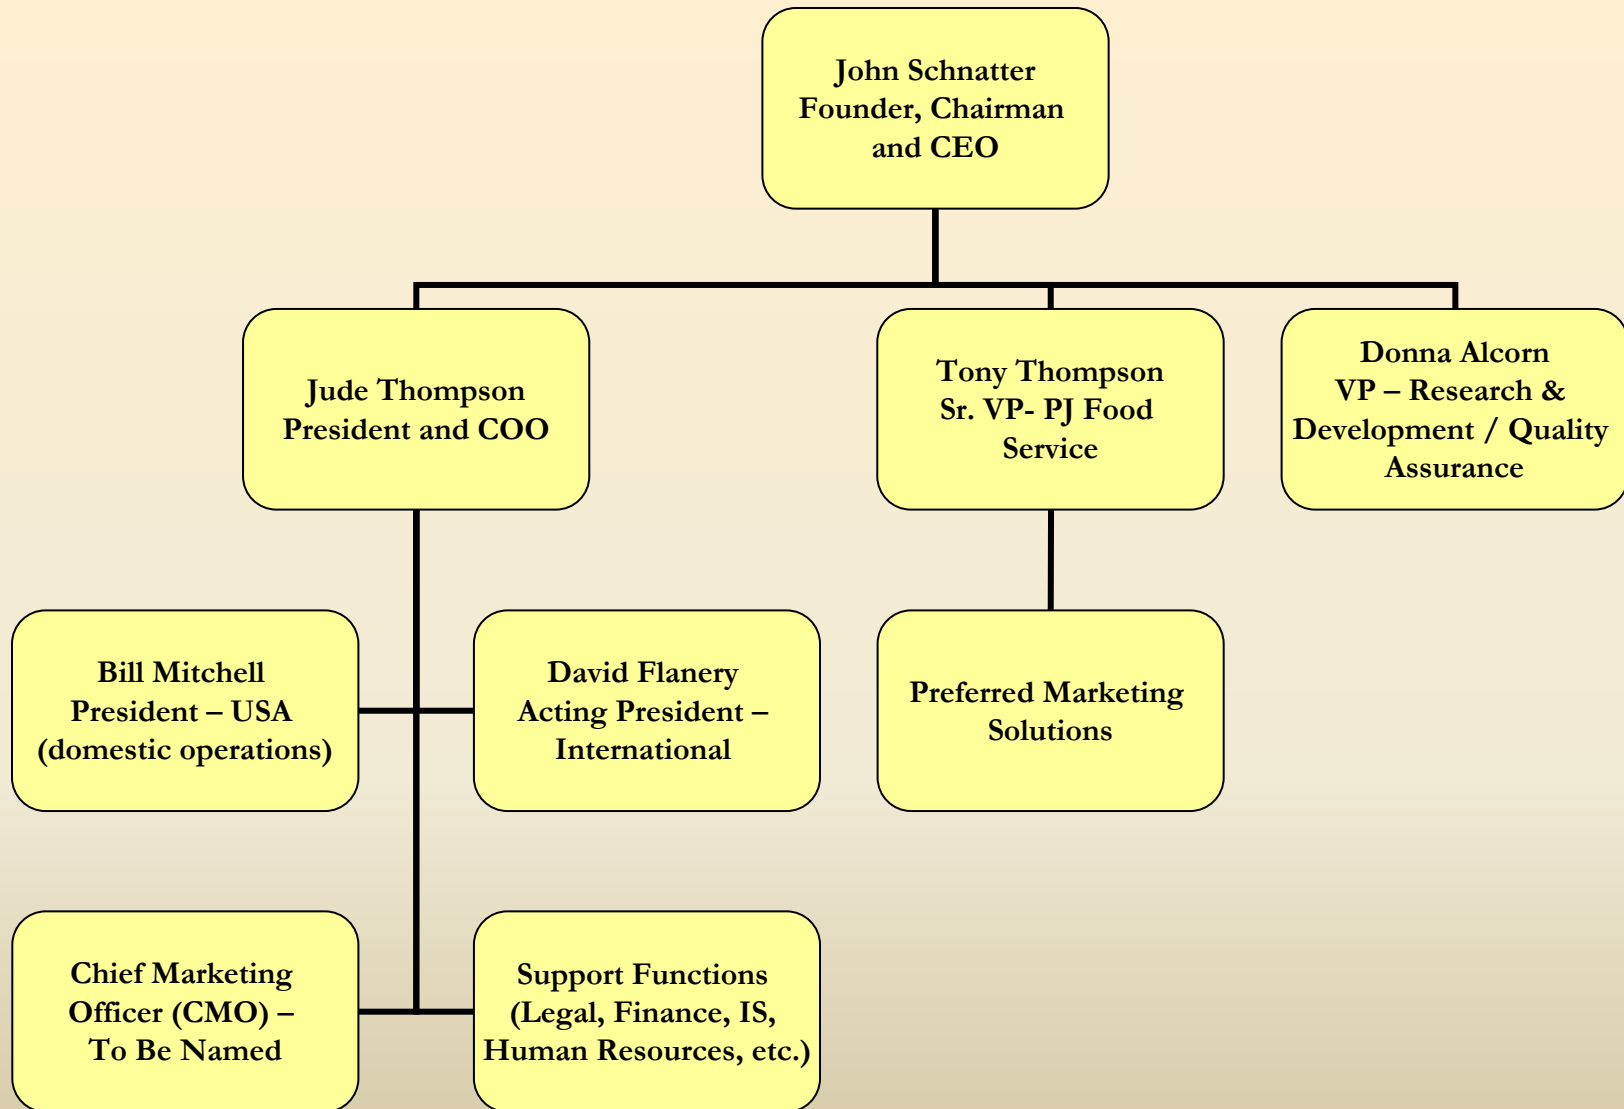 John Schnatter
Founder, Chairman
and CEO
Jude Thompson
President and COO
Tony Thompson
Sr. VP- PJ Food
Service
Donna Alcorn
VP – Research &
Development / Quality
Assurance
Bill Mitchell
President – USA
(domestic operations)
David Flanery
Acting President –
International
Preferred Marketing
Solutions
Chief Marketing
Officer (CMO) –
To Be Named
Support Functions
(Legal, Finance, IS,
Human Resources, etc.)